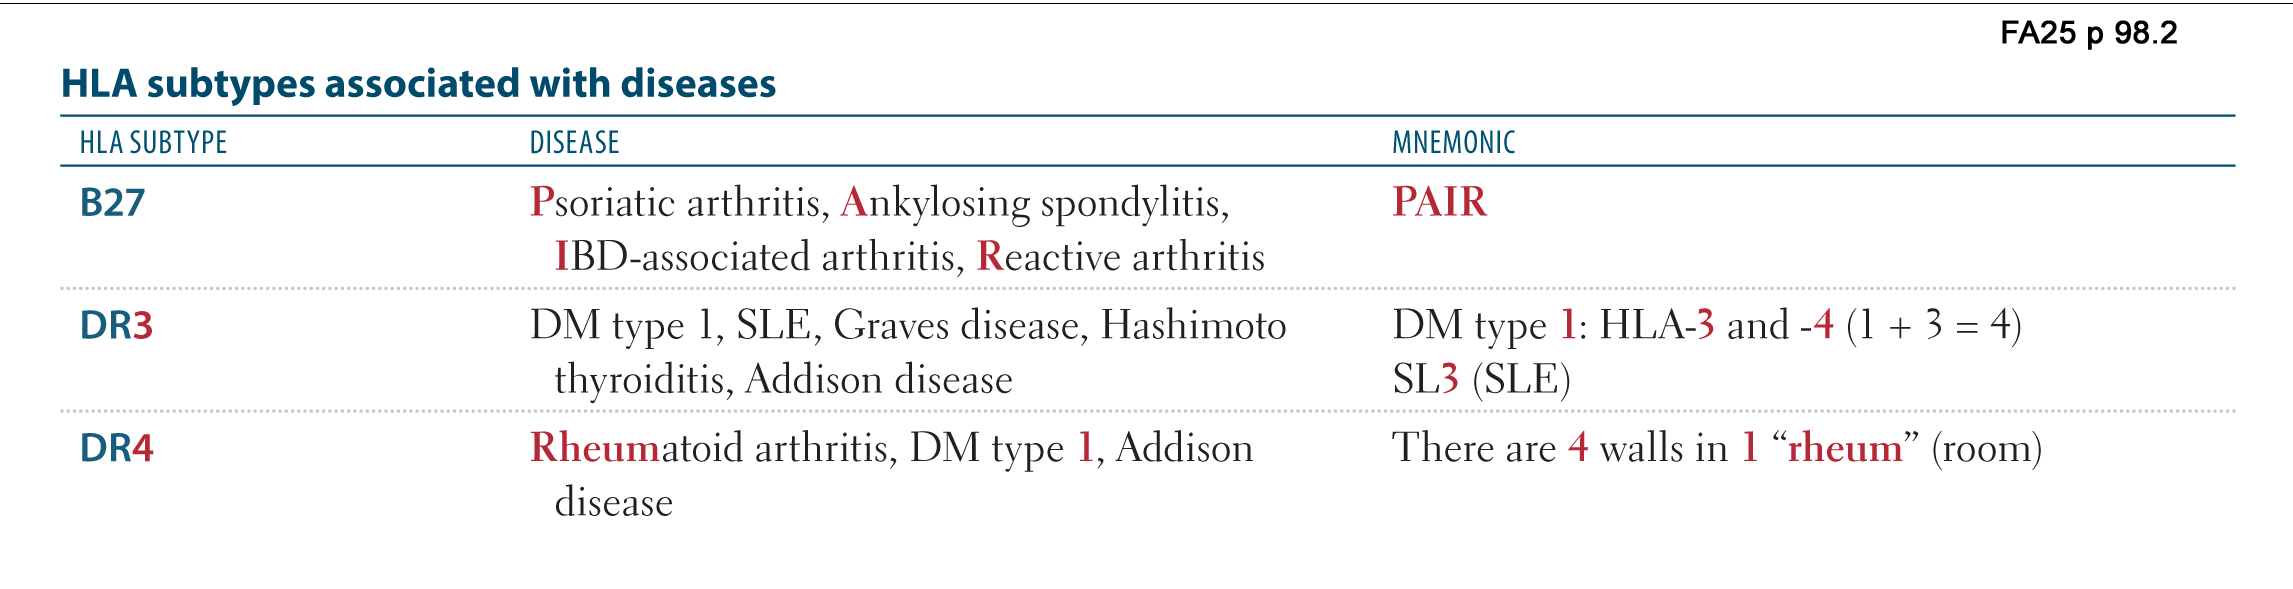 FA25 p 98.2
HLA subtypes associated with diseases
HLA SUBTYPE DISEASE MNEMONIC
B27 Psoriatic arthritis, Ankylosing spondylitis, PAIR
IBD-associated arthritis, Reactive arthritis
DR3 DM type 1, SLE, Graves disease, Hashimoto DM type 1: HLA-3 and -4 (1 + 3 = 4)
thyroiditis, Addison disease SL3 (SLE)
DR4 Rheumatoid arthritis, DM type 1, Addison There are 4 walls in 1 “rheum” (room)
disease